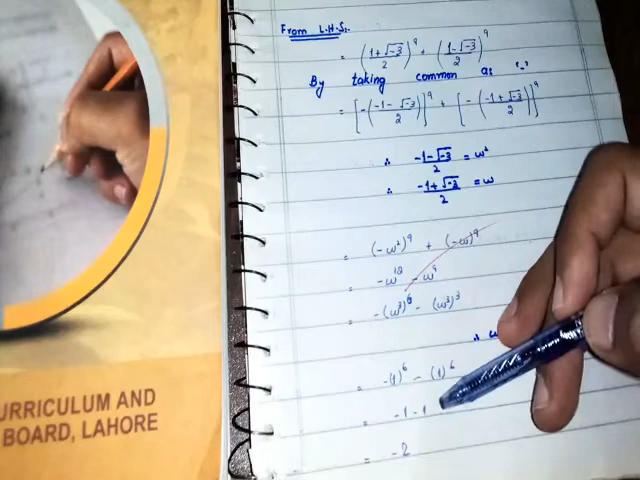 From L.H.S:
= (1+√-3/2)^9 + (1-√-3/2)^9
By taking common as "-"
= [-(-1-√-3/2)]^9 + [-(-1+√-3/2)]^9
∴ -1-√-3/2 = ω²
∴ -1+√-3/2 = ω
= (-ω²)^9 + (-ω)^9
= -ω^18 - ω^9
= -(ω³)^6 - (ω³)^3
∴ ω
= -(1)^6 - (1)^6
= -1-1
= -2
URRICULUM AND
BOARD, LAHORE